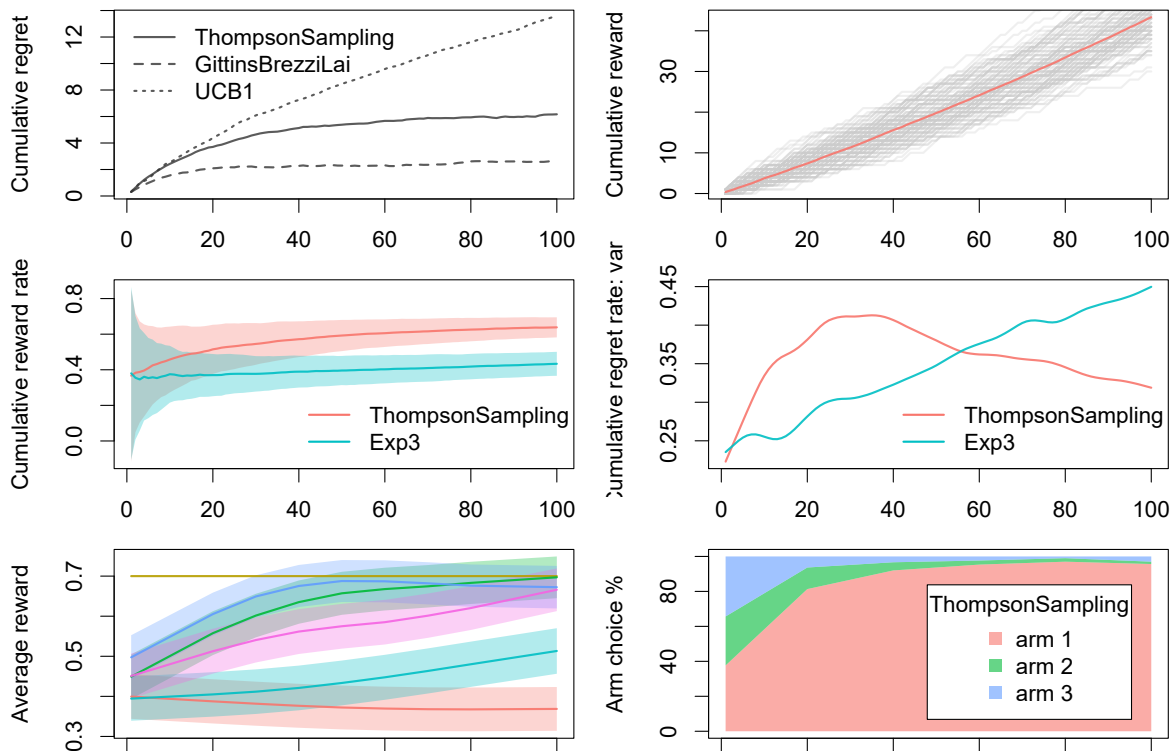 Cumulative regret
12
8
4
0
ThompsonSampling
GittinsBrezziLai
UCB1
0 20 40 60 80 100
Cumulative reward
30
10
0
0 20 40 60 80 100
Cumulative reward rate
0.8
0.4
0.0
ThompsonSampling
Exp3
0 20 40 60 80 100
Cumulative regret rate: var
0.45
0.35
0.25
ThompsonSampling
Exp3
0 20 40 60 80 100
Average reward
0.7
0.5
0.3
Arm choice %
80
40
0
ThompsonSampling
arm 1
arm 2
arm 3